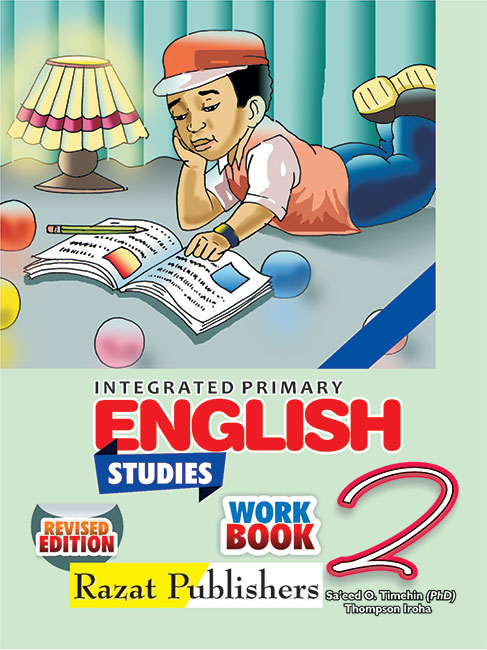 INTEGRATED PRIMARY
ENGLISH
STUDIES
REVISED
EDITION
WORK
BOOK
2
Razat Publishers
Sa'eed O. Timehin (PhD)
Thompson Iroha